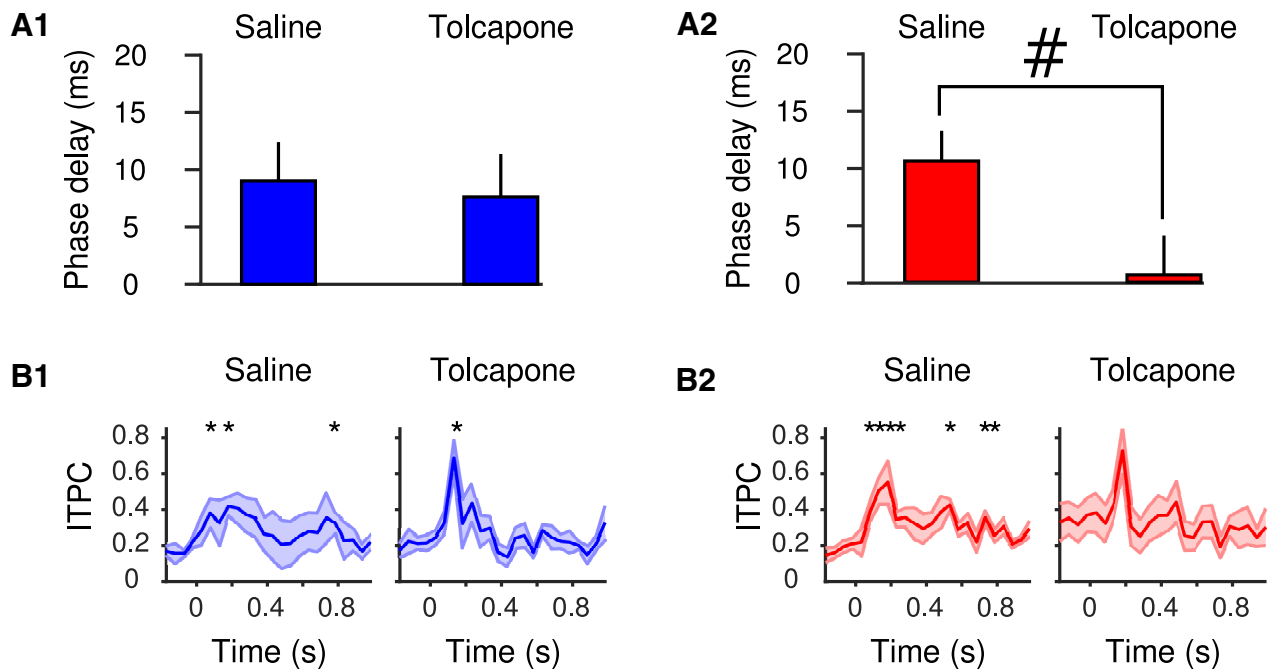 A1 Saline Tolcapone
Phase delay (ms)
20
15
10
5
0
A2 Saline Tolcapone
#
Phase delay (ms)
20
15
10
5
0
B1 Saline Tolcapone
* * * *
ITPC
0.8
0.6
0.4
0.2
0
0 0.4 0.8 0 0.4 0.8
Time (s) Time (s)
B2 Saline Tolcapone
**** * **
ITPC
0.8
0.6
0.4
0.2
0
0 0.4 0.8 0 0.4 0.8
Time (s) Time (s)